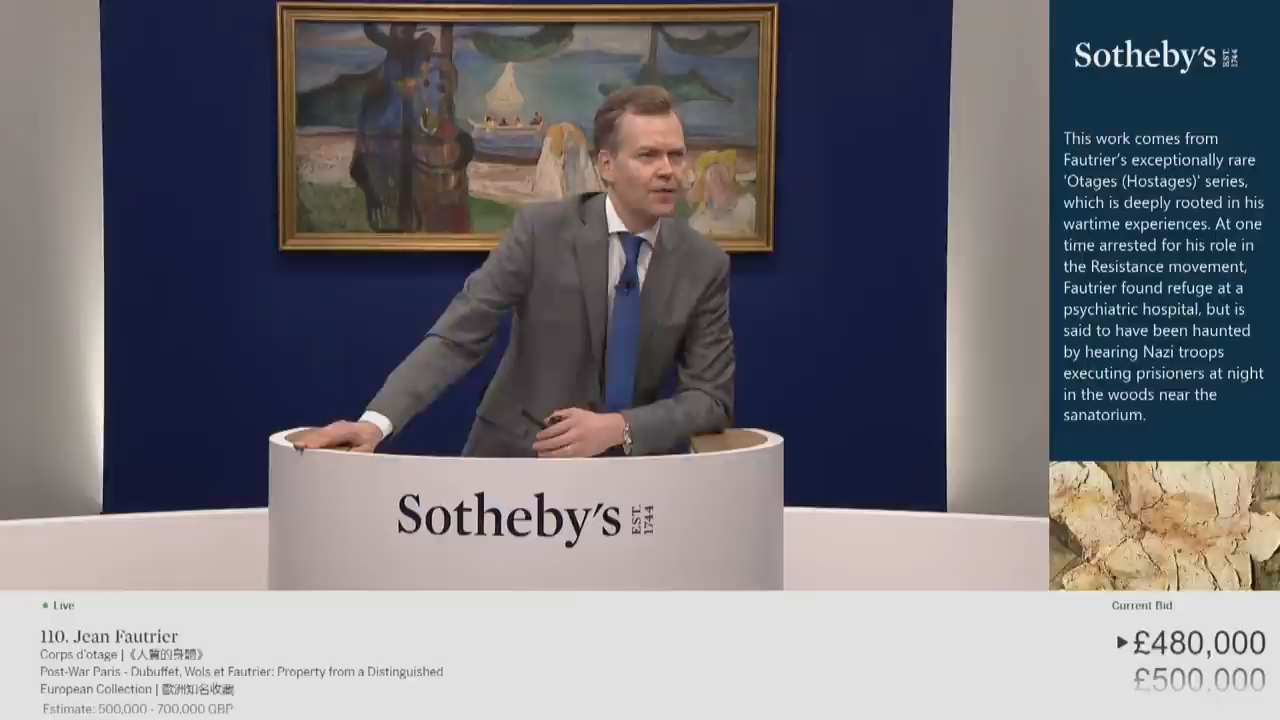 Sotheby's EST. 1744
This work comes from
Fautrier's exceptionally rare
'Otages (Hostages)' series,
which is deeply rooted in his
wartime experiences. At one
time arrested for his role in
the Resistance movement,
Fautrier found refuge at a
psychiatric hospital, but is
said to have been haunted
by hearing Nazi troops
executing prisioners at night
in the woods near the
sanatorium.
Sotheby's EST. 1744
Live
110. Jean Fautrier
Corps d'otage |《人質的身體》
Post-War Paris - Dubuffet, Wols et Fautrier: Property from a Distinguished
European Collection | 歐洲知名收藏
Estimate: 500,000 - 700,000 GBP
Current Bid
£480,000
£500,000